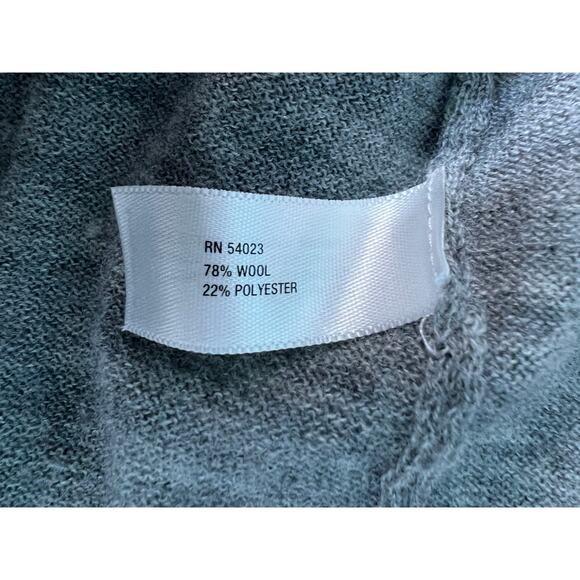 RN 54023
78% WOOL
22% POLYESTER